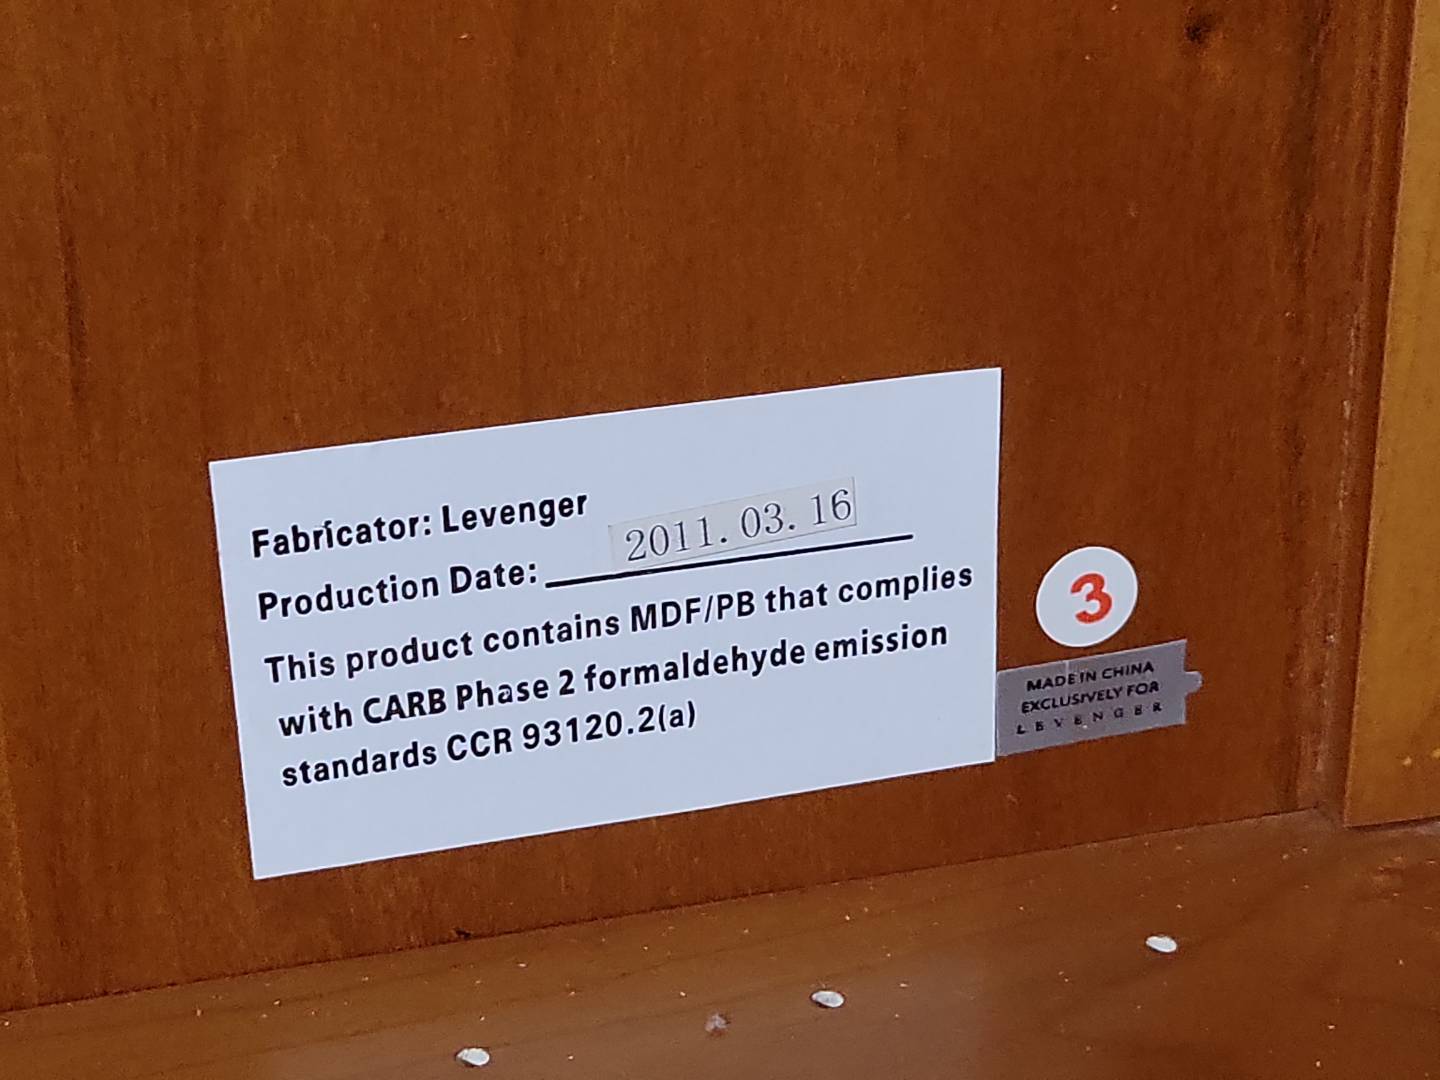 Fabricator: Levenger
Production Date: 2011. 03. 16
This product contains MDF/PB that complies
with CARB Phase 2 formaldehyde emission
standards CCR 93120.2(a)
3
MADE IN CHINA
EXCLUSIVELY FOR
LEVENGER